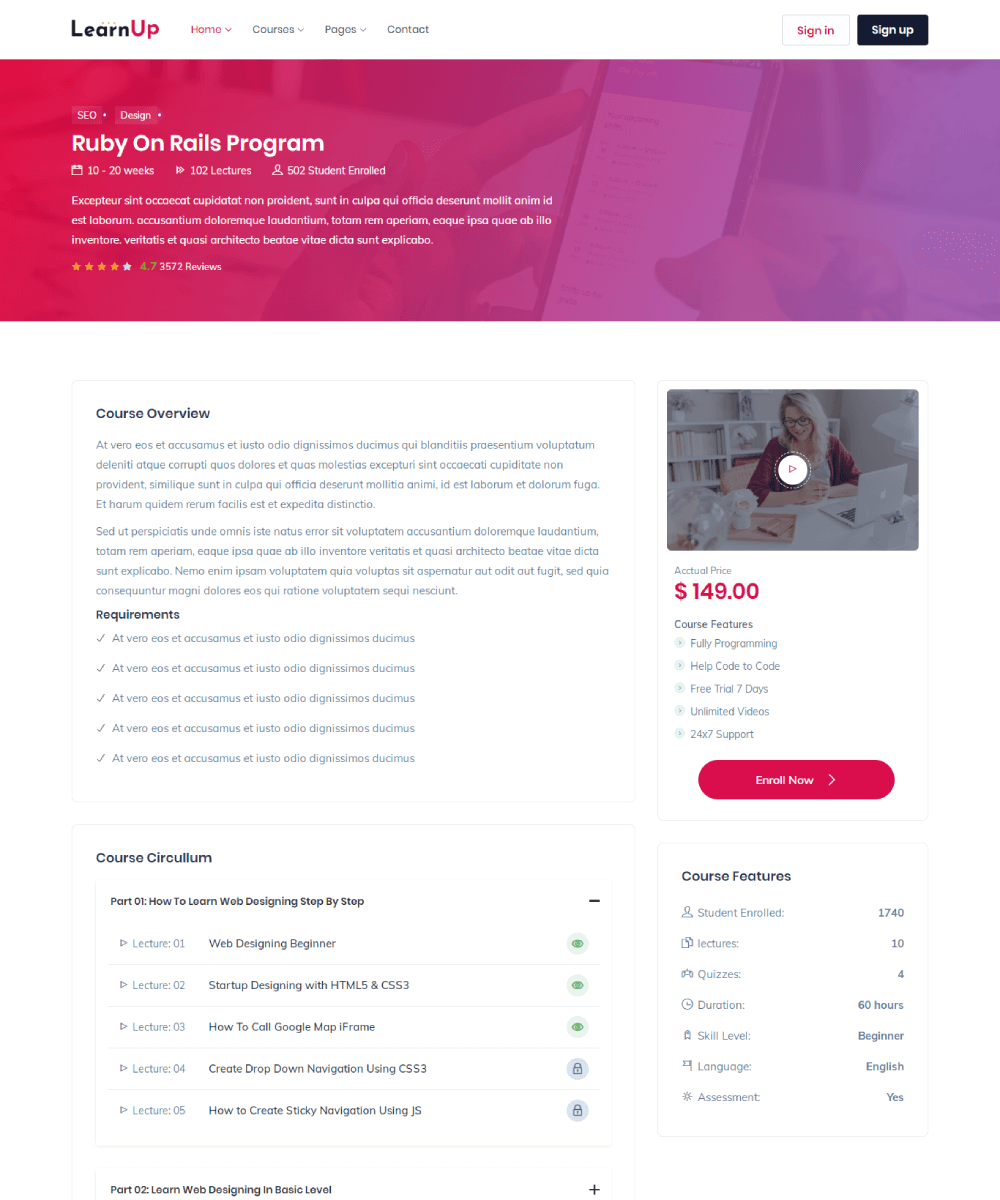 LearnUp
Home
Courses
Pages
Contact
Sign in
Sign up
SEO • Design •
Ruby On Rails Program
10 - 20 weeks 102 Lectures 502 Student Enrolled
Excepteur sint occaecat cupidatat non proident, sunt in culpa qui officia deserunt mollit anim id
est laborum. accusantium doloremque laudantium, totam rem aperiam, eaque ipsa quae ab illo
inventore. veritatis et quasi architecto beatae vitae dicta sunt explicabo.
4.7 3572 Reviews
Your upcoming
Course Overview
At vero eos et accusamus et iusto odio dignissimos ducimus qui blanditiis praesentium voluptatum
deleniti atque corrupti quos dolores et quas molestias excepturi sint occaecati cupiditate non
provident, similique sunt in culpa qui officia deserunt mollitia animi, id est laborum et dolorum fuga.
Et harum quidem rerum facilis est et expedita distinctio.
Sed ut perspiciatis unde omnis iste natus error sit voluptatem accusantium doloremque laudantium,
totam rem aperiam, eaque ipsa quae ab illo inventore veritatis et quasi architecto beatae vitae dicta
sunt explicabo. Nemo enim ipsam voluptatem quia voluptas sit aspernatur aut odit aut fugit, sed quia
consequuntur magni dolores eos qui ratione voluptatem sequi nesciunt.
Requirements
At vero eos et accusamus et iusto odio dignissimos ducimus
At vero eos et accusamus et iusto odio dignissimos ducimus
At vero eos et accusamus et iusto odio dignissimos ducimus
At vero eos et accusamus et iusto odio dignissimos ducimus
At vero eos et accusamus et iusto odio dignissimos ducimus
Acctual Price
$ 149.00
Course Features
Fully Programming
Help Code to Code
Free Trial 7 Days
Unlimited Videos
24x7 Support
Enroll Now
Course Circullum
Part 01: How To Learn Web Designing Step By Step
Lecture: 01 Web Designing Beginner
Lecture: 02 Startup Designing with HTML5 & CSS3
Lecture: 03 How To Call Google Map iFrame
Lecture: 04 Create Drop Down Navigation Using CSS3
Lecture: 05 How to Create Sticky Navigation Using JS
Part 02: Learn Web Designing In Basic Level
Course Features
Student Enrolled: 1740
lectures: 10
Quizzes: 4
Duration: 60 hours
Skill Level: Beginner
Language: English
Assessment: Yes